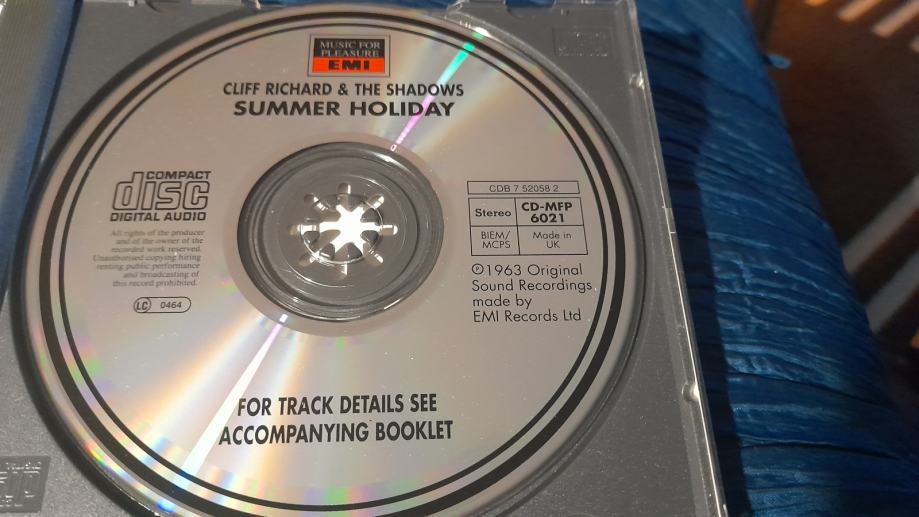 MUSIC FOR
PLEASURE
EMI
CLIFF RICHARD & THE SHADOWS
SUMMER HOLIDAY
COMPACT
disc
DIGITAL AUDIO
All rights of the producer
and of the owner of the
recorded work reserved.
Unauthorised copying hiring
renting public performance
and broadcasting of
this record prohibited.
LC 0464
CDB 7 52058 2
Stereo
CD-MFP
6021
BIEM/
MCPS
Made in
UK
℗1963 Original
Sound Recordings
made by
EMI Records Ltd
FOR TRACK DETAILS SEE
ACCOMPANYING BOOKLET